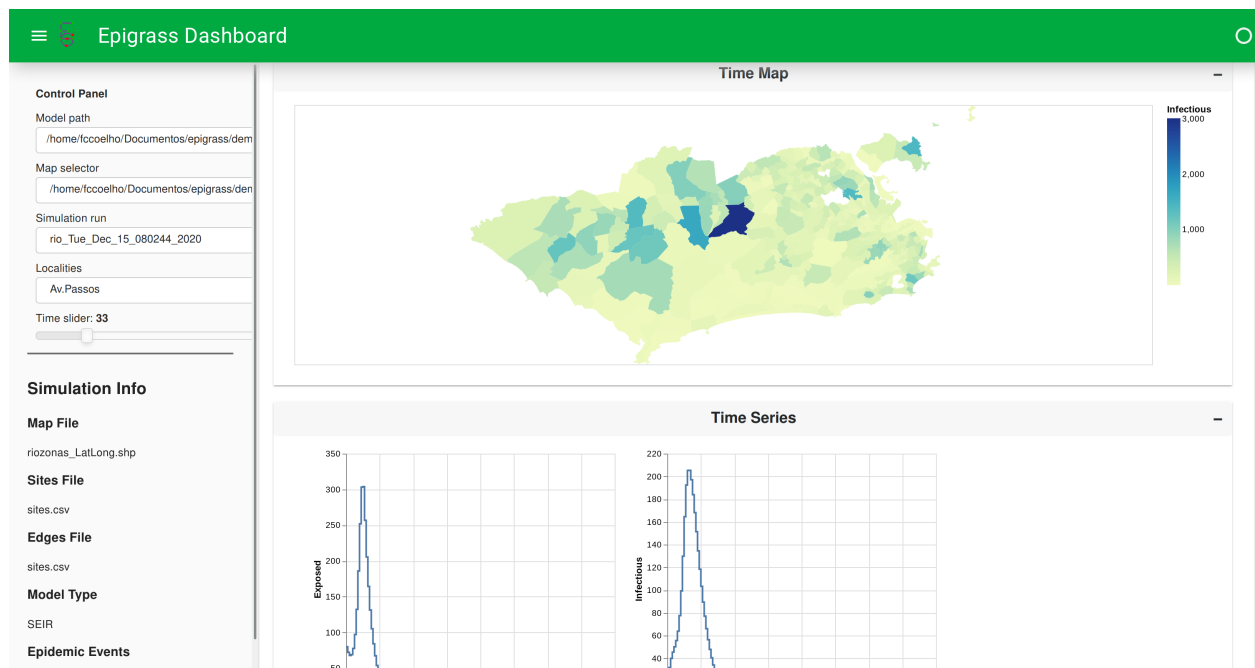 Epigrass Dashboard
Control Panel
Model path
/home/fccoelho/Documentos/epigrass/dem
Map selector
/home/fccoelho/Documentos/epigrass/den
Simulation run
rio_Tue_Dec_15_080244_2020
Localities
Av.Passos
Time slider: 33
Simulation Info
Map File
riozonas_LatLong.shp
Sites File
sites.csv
Edges File
sites.csv
Model Type
SEIR
Epidemic Events
Time Map
Infectious
3,000
2,000
1,000
Time Series
350
300
250
200
150
100
50
Exposed
220
200
180
160
140
120
100
80
60
40
Infectious